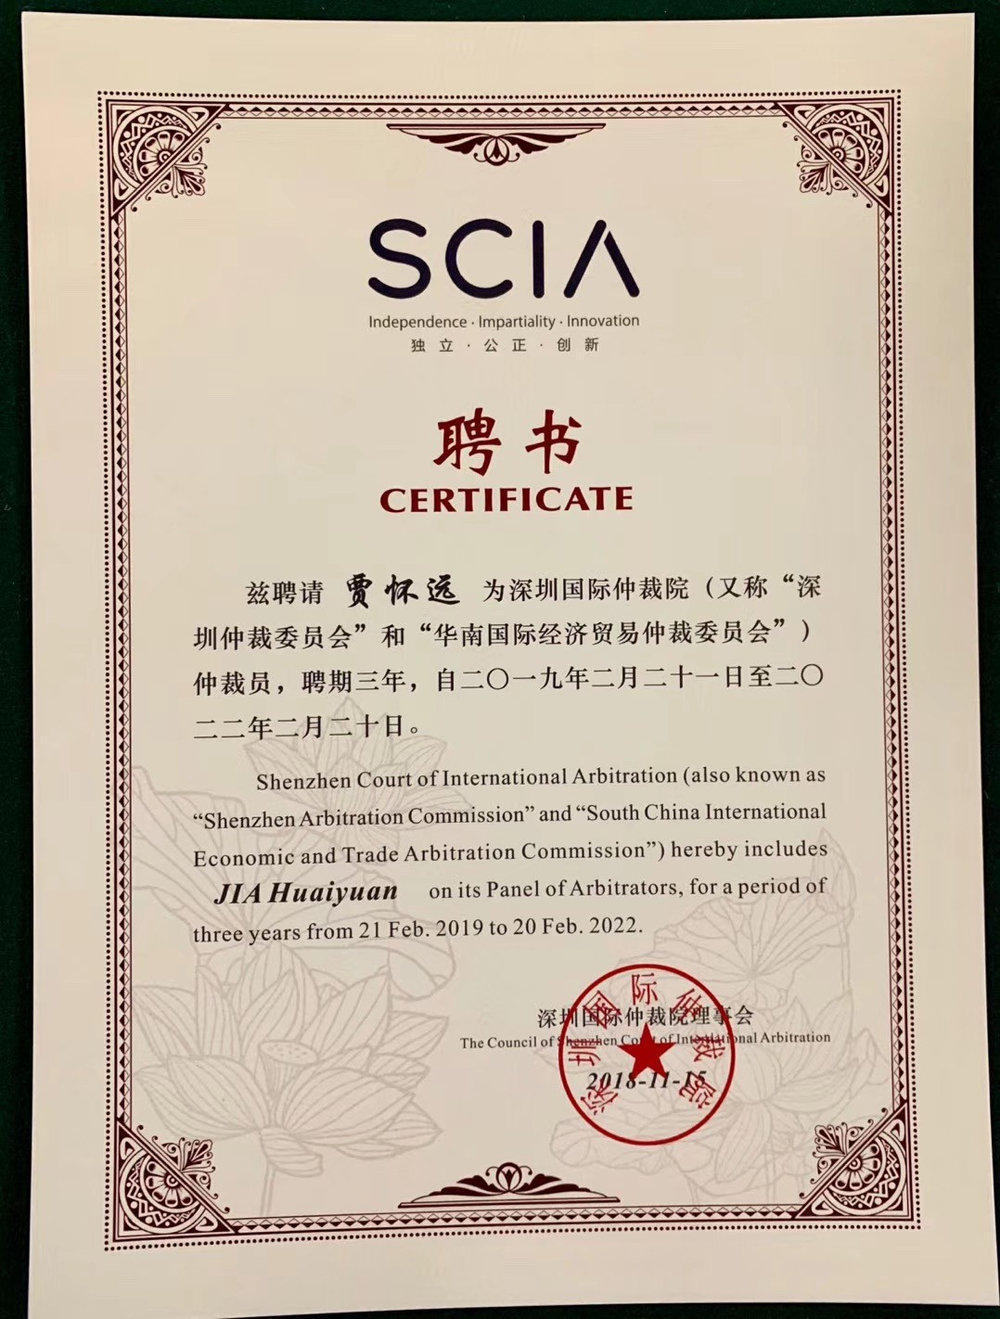 SCIA
Independence · Impartiality · Innovation
独立·公正·创新
聘书
CERTIFICATE
兹聘请 贾怀远 为深圳国际仲裁院（又称“深
圳仲裁委员会”和“华南国际经济贸易仲裁委员会”）
仲裁员，聘期三年，自二〇一九年二月二十一日至二〇
二二年二月二十日。
Shenzhen Court of International Arbitration (also known as
“Shenzhen Arbitration Commission” and “South China International
Economic and Trade Arbitration Commission”) hereby includes
JIA Huaiyuan on its Panel of Arbitrators, for a period of
three years from 21 Feb. 2019 to 20 Feb. 2022.
深圳国际仲裁院理事会
The Council of Shenzhen Court of International Arbitration
2018-11-15
深圳国际仲裁院